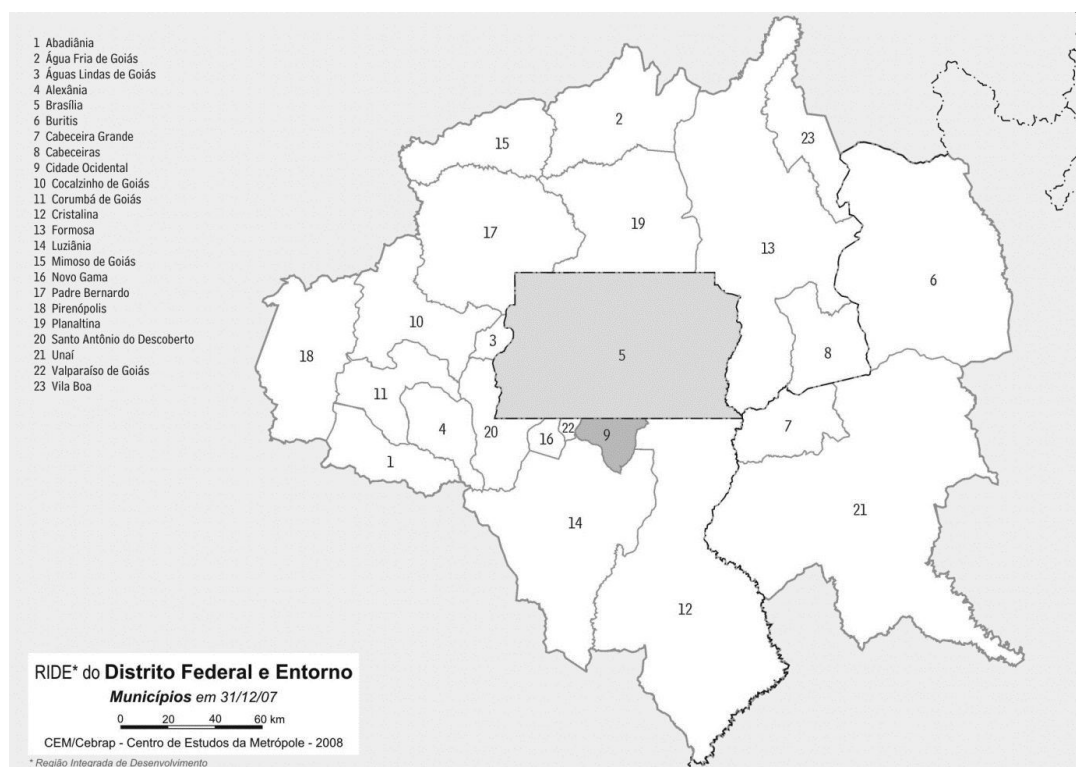 1 Abadiânia
2 Água Fria de Goiás
3 Águas Lindas de Goiás
4 Alexânia
5 Brasília
6 Buritis
7 Cabeceira Grande
8 Cabeceiras
9 Cidade Ocidental
10 Cocalzinho de Goiás
11 Corumbá de Goiás
12 Cristalina
13 Formosa
14 Luziânia
15 Mimoso de Goiás
16 Novo Gama
17 Padre Bernardo
18 Pirenópolis
19 Planaltina
20 Santo Antônio do Descoberto
21 Unaí
22 Valparaíso de Goiás
23 Vila Boa
2
15
23
19
17
13
6
10
3
5
18
8
11
4
20
22
9
16
7
1
14
21
12
RIDE* do Distrito Federal e Entorno
Municípios em 31/12/07
0 20 40 60 km
CEM/Cebrap - Centro de Estudos da Metrópole - 2008
* Região Integrada de Desenvolvimento